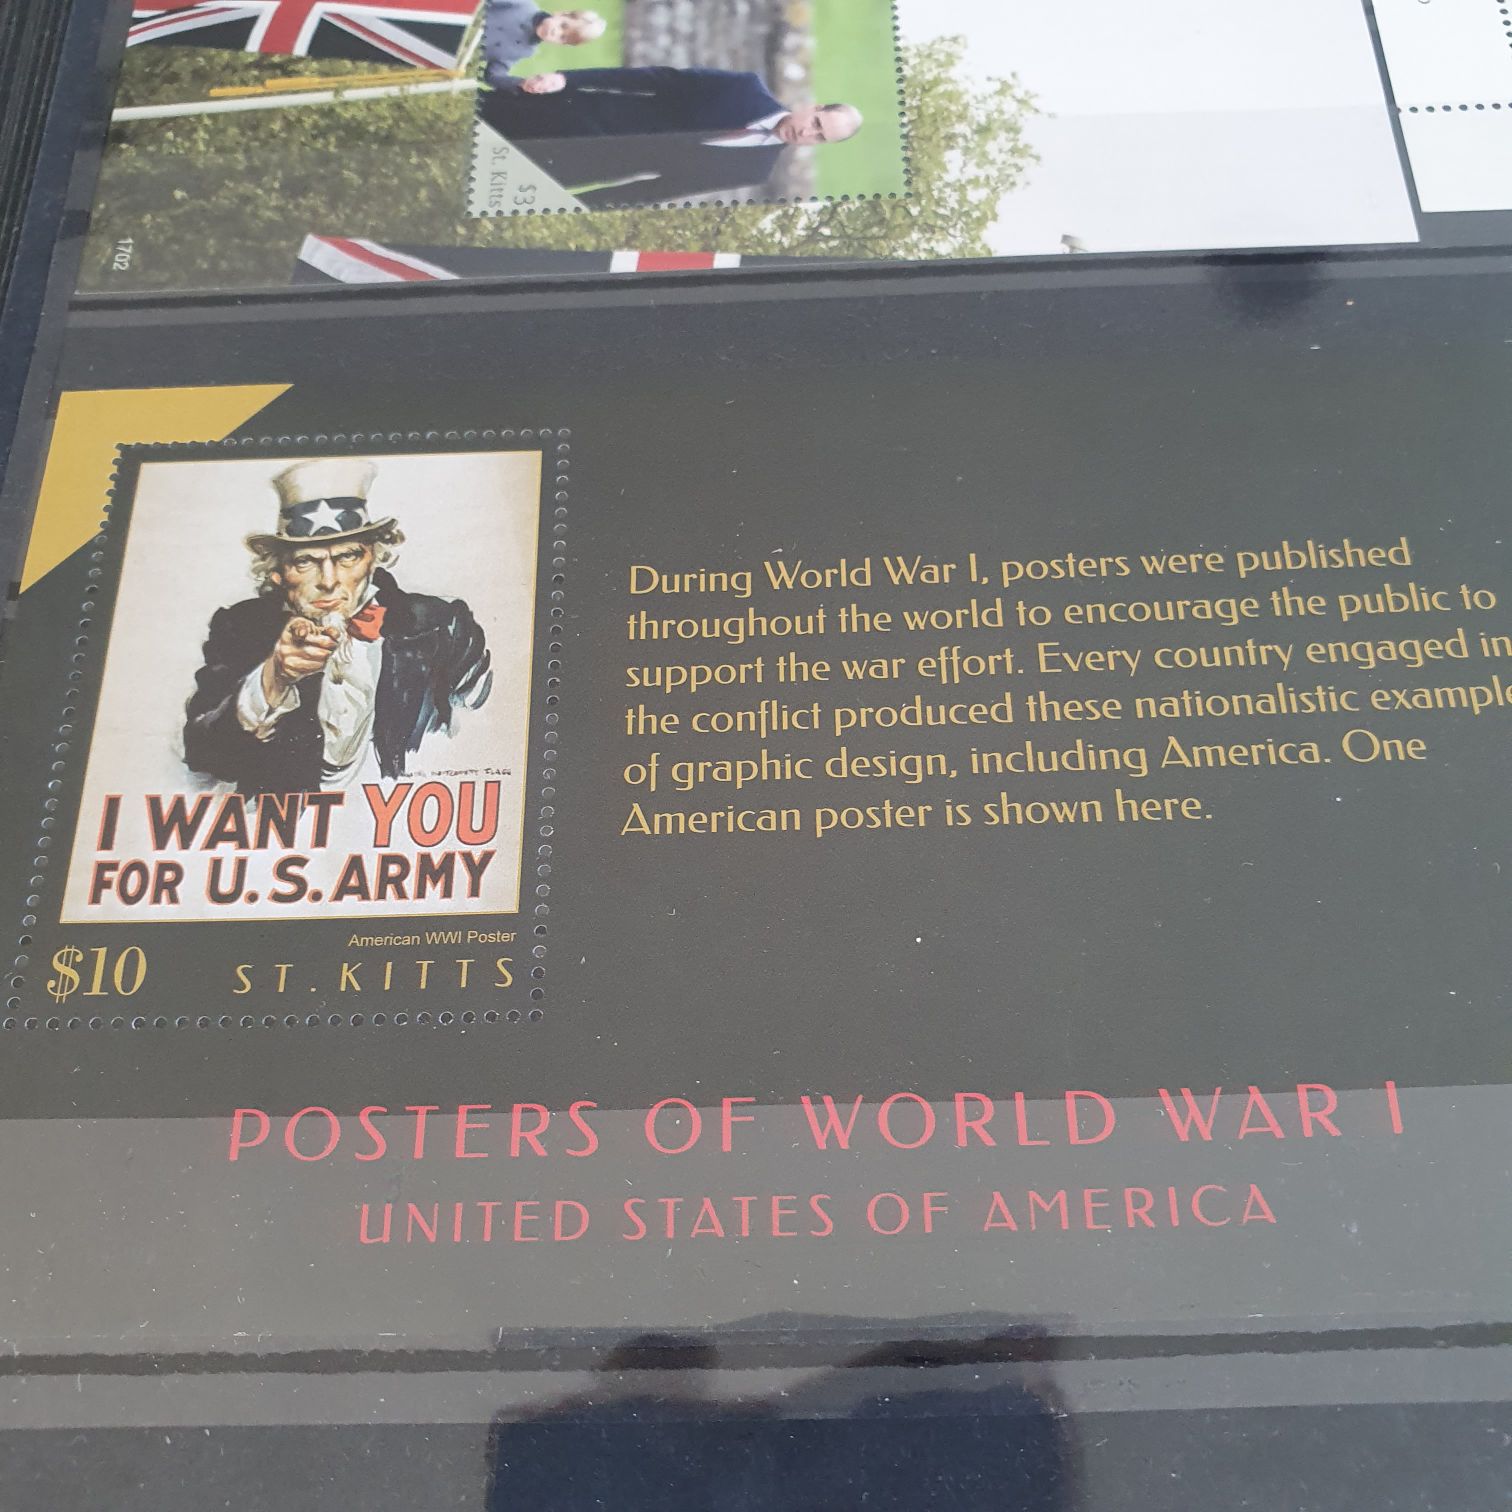 St. Kitts
$3
1702
I WANT YOU
FOR U.S. ARMY
American WWI Poster
$10 ST. KITTS
During World War I, posters were published
throughout the world to encourage the public to
support the war effort. Every country engaged in
the conflict produced these nationalistic exampl
of graphic design, including America. One
American poster is shown here.
POSTERS OF WORLD WAR I
UNITED STATES OF AMERICA